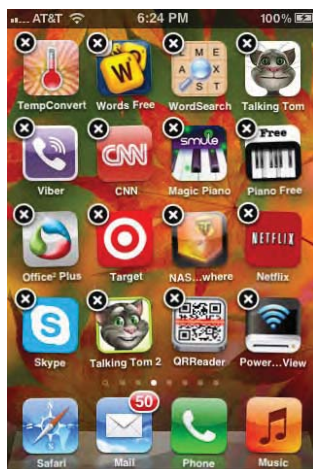 AT&T 6:24 PM 100%
W
M E
A X
S T
TempConvert Words Free WordSearch Talking Tom
CNN
smule
Free
Viber CNN Magic Piano Piano Free
NETFLIX
Office² Plus Target NAS...where Netflix
S
Skype Talking Tom 2 QRReader Power...View
50
Safari Mail Phone Music